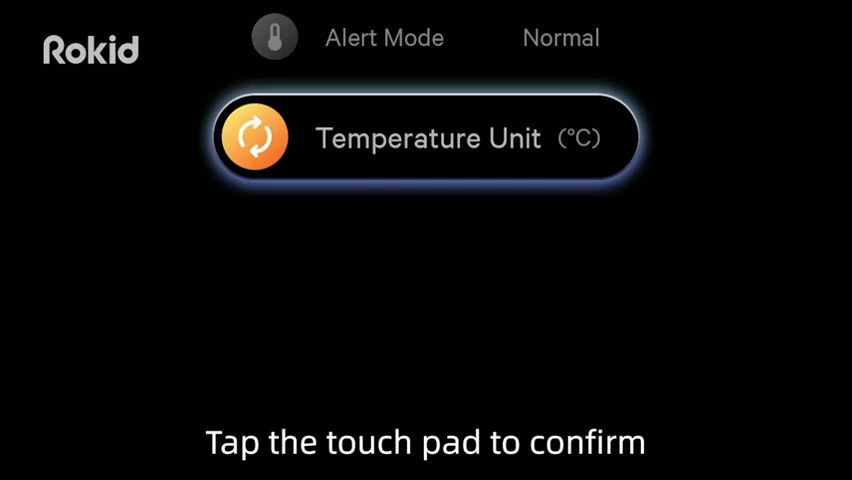 Rokid
Alert Mode Normal
Temperature Unit (°C)
Tap the touch pad to confirm